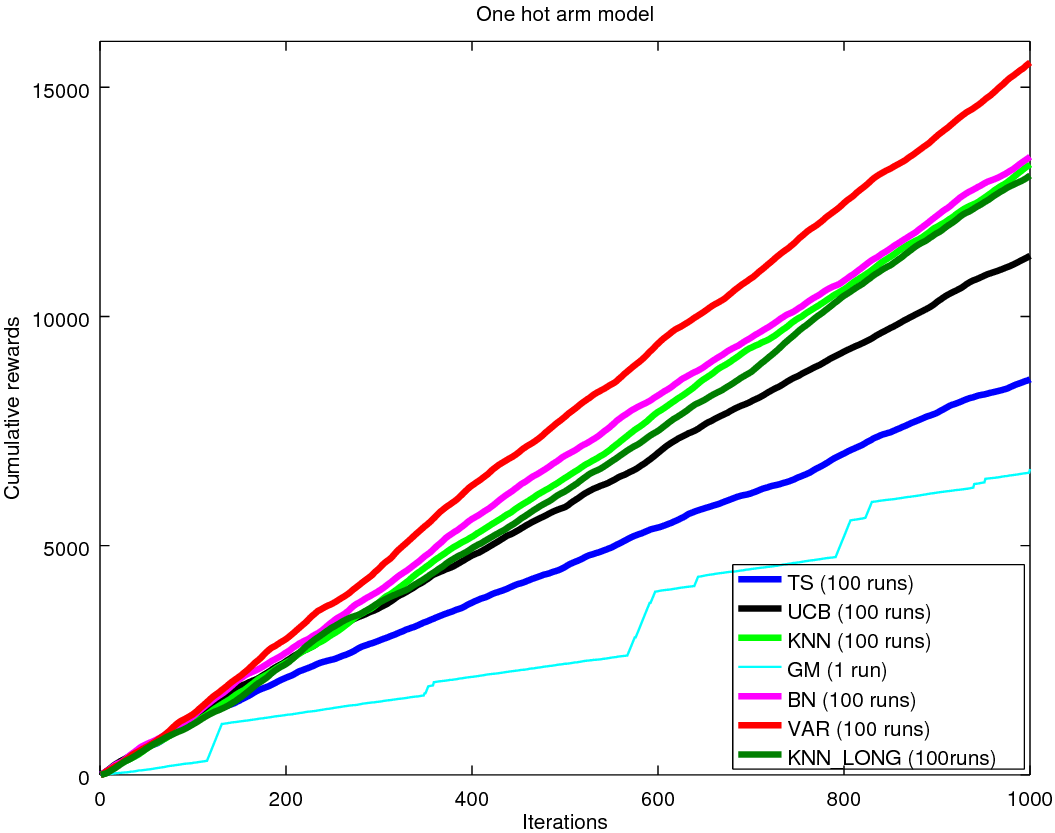 One hot arm model
15000
10000
5000
0
Cumulative rewards
TS (100 runs)
UCB (100 runs)
KNN (100 runs)
GM (1 run)
BN (100 runs)
VAR (100 runs)
KNN_LONG (100runs)
0 200 400 600 800 1000
Iterations